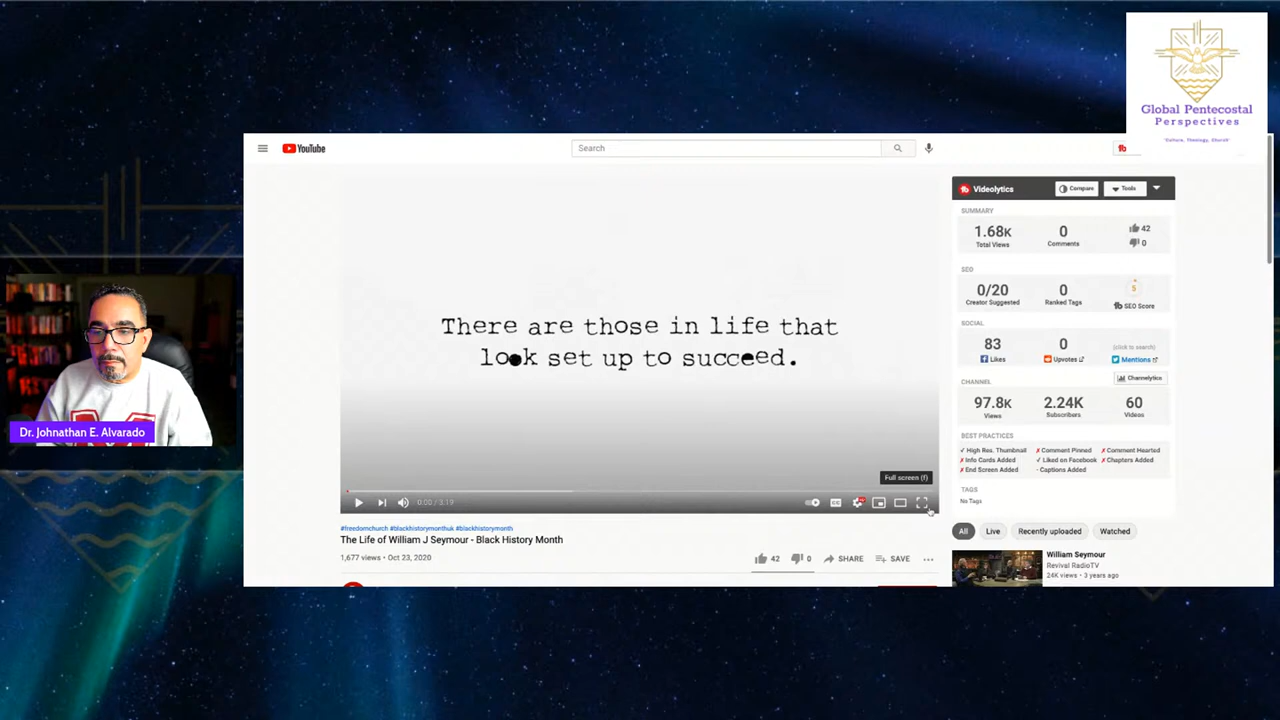 Global Pentecostal
Perspectives
"Culture, Theology, Church"
YouTube
Search
Videolytics
Compare
Tools
SUMMARY
1.68K
Total Views
0
Comments
42
0
SEO
0/20
Creator Suggested
0
Ranked Tags
5
SEO Score
SOCIAL
83
Likes
0
Upvotes
(click to search)
Mentions
CHANNEL
Channelytics
97.8K
Views
2.24K
Subscribers
60
Videos
BEST PRACTICES
√ High Res. Thumbnail
✗ Comment Pinned
✗ Comment Hearted
✗ Info Cards Added
√ Liked on Facebook
✗ Chapters Added
✗ End Screen Added
- Captions Added
TAGS
No Tags
There are those in life that
look set up to succeed.
Full screen (f)
0:00 / 3:19
#freedomchurch #blackhistorymonthuk #blackhistorymonth
The Life of William J Seymour - Black History Month
1,677 views • Oct 23, 2020
42
0
SHARE
SAVE
All
Live
Recently uploaded
Watched
William Seymour
Revival RadioTV
24K views • 3 years ago
Dr. Johnathan E. Alvarado